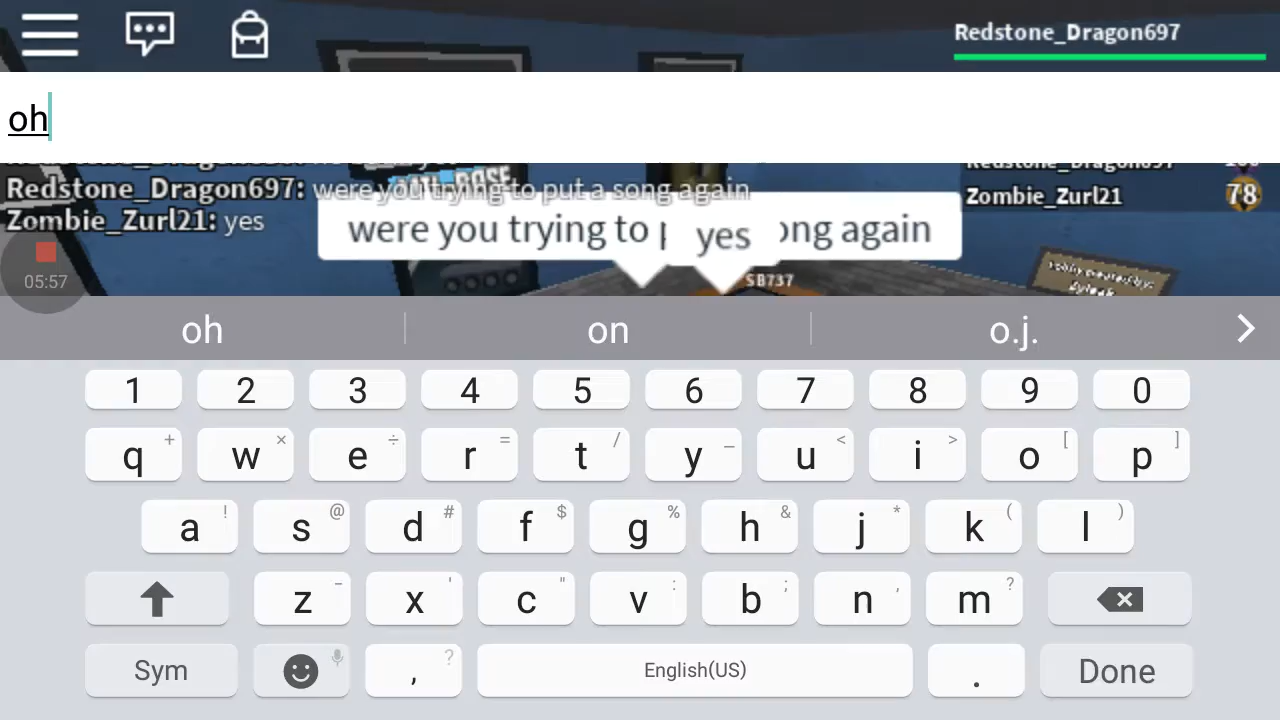 Redstone_Dragon697
oh
Redstone_Dragon697: were you trying to put a song again
Zombie_Zurl21: yes
were you trying to
yes
ong again
Redstone_Dragon697
Zombie_Zurl21 78
SB737
05:57
oh on o.j.
1 2 3 4 5 6 7 8 9 0
q + w × e ÷ r = t / y _ u < i > o [ p ]
a ! s @ d # f $ g % h & j * k ( l )
z - x ' c " v : b ; n , m ?
Sym , ? English(US) . Done